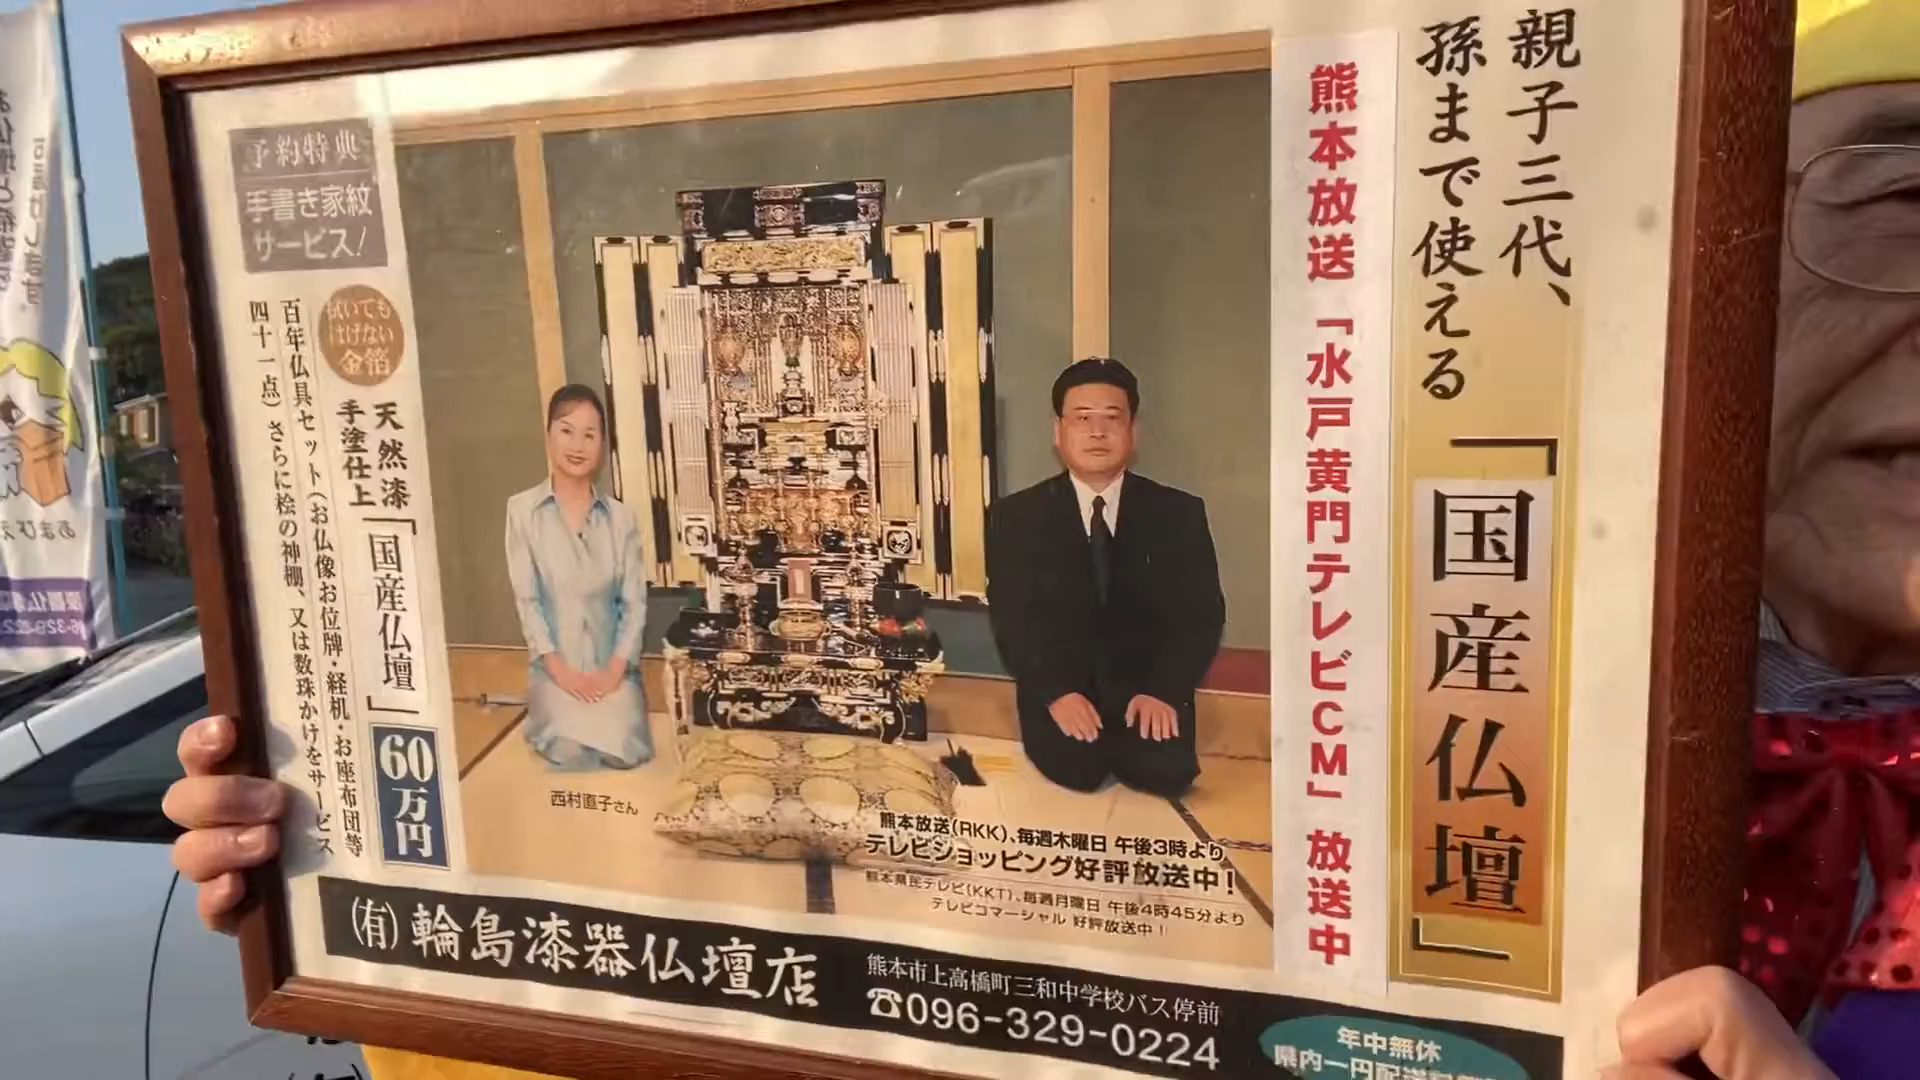 親子三代、
孫まで使える
「国産仏壇」
熊本放送「水戸黄門テレビCM」放送中
予約特典
手書き家紋
サービス!
拭いても
はげない
金箔
天然漆
手塗仕上
「国産仏壇」
60万円
百年仏具セット(お仏像お位牌・経机・お座布団等
四十一点)さらに桧の神棚、又は数珠かけをサービス
西村直子さん
熊本放送(RKK)、毎週木曜日 午後3時より
テレビショッピング好評放送中!
熊本県民テレビ(KKT)、毎週月曜日 午後4時45分より
テレビコマーシャル 好評放送中!
(有)輪島漆器仏壇店
熊本市上高橋町三和中学校バス停前
☎096-329-0224
年中無休
県内一円配送